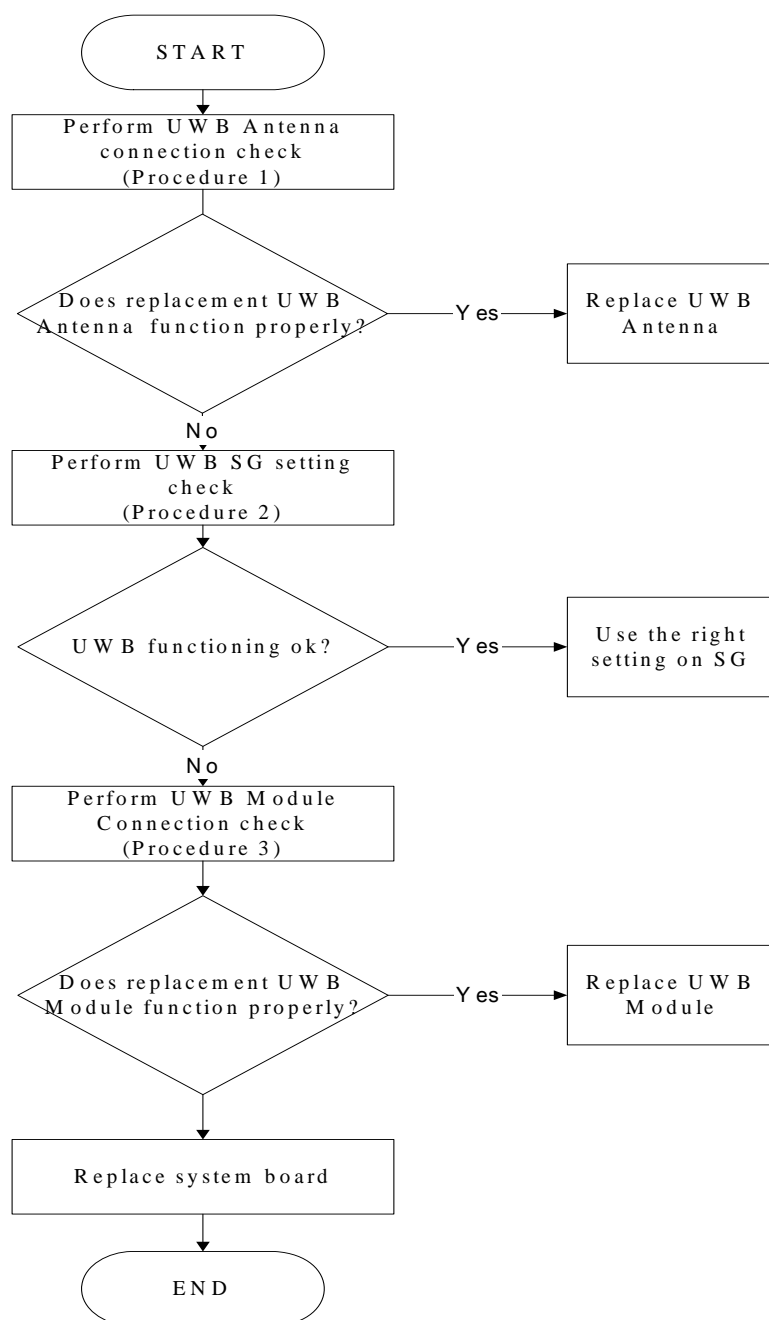 START
Perform UWB Antenna
connection check
(Procedure 1)
Does replacement UWB
Antenna function properly?
Yes
Replace UWB
Antenna
No
Perform UWB SG setting
check
(Procedure 2)
UWB functioning ok?
Yes
Use the right
setting on SG
No
Perform UWB Module
Connection check
(Procedure 3)
Does replacement UWB
Module function properly?
Yes
Replace UWB
Module
Replace system board
END